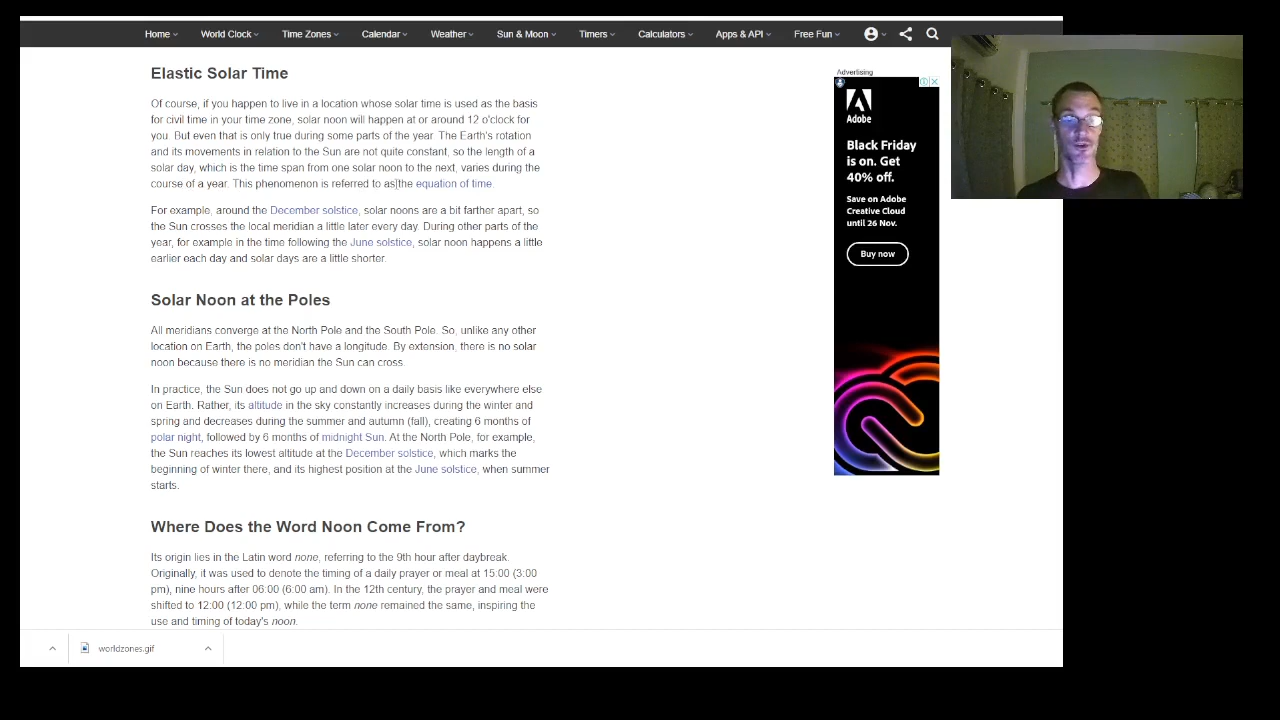 Home World Clock Time Zones Calendar Weather Sun & Moon Timers Calculators Apps & API Free Fun
Elastic Solar Time
Of course, if you happen to live in a location whose solar time is used as the basis
for civil time in your time zone, solar noon will happen at or around 12 o'clock for
you. But even that is only true during some parts of the year. The Earth's rotation
and its movements in relation to the Sun are not quite constant, so the length of a
solar day, which is the time span from one solar noon to the next, varies during the
course of a year. This phenomenon is referred to as the equation of time.
For example, around the December solstice, solar noons are a bit farther apart, so
the Sun crosses the local meridian a little later every day. During other parts of the
year, for example in the time following the June solstice, solar noon happens a little
earlier each day and solar days are a little shorter.
Solar Noon at the Poles
All meridians converge at the North Pole and the South Pole. So, unlike any other
location on Earth, the poles don't have a longitude. By extension, there is no solar
noon because there is no meridian the Sun can cross.
In practice, the Sun does not go up and down on a daily basis like everywhere else
on Earth. Rather, its altitude in the sky constantly increases during the winter and
spring and decreases during the summer and autumn (fall), creating 6 months of
polar night, followed by 6 months of midnight Sun. At the North Pole, for example,
the Sun reaches its lowest altitude at the December solstice, which marks the
beginning of winter there, and its highest position at the June solstice, when summer
starts.
Where Does the Word Noon Come From?
Its origin lies in the Latin word none, referring to the 9th hour after daybreak.
Originally, it was used to denote the timing of a daily prayer or meal at 15:00 (3:00
pm), nine hours after 06:00 (6:00 am). In the 12th century, the prayer and meal were
shifted to 12:00 (12:00 pm), while the term none remained the same, inspiring the
use and timing of today's noon.
Advertising
Adobe
Black Friday
is on. Get
40% off.
Save on Adobe
Creative Cloud
until 26 Nov.
Buy now
worldzones.gif